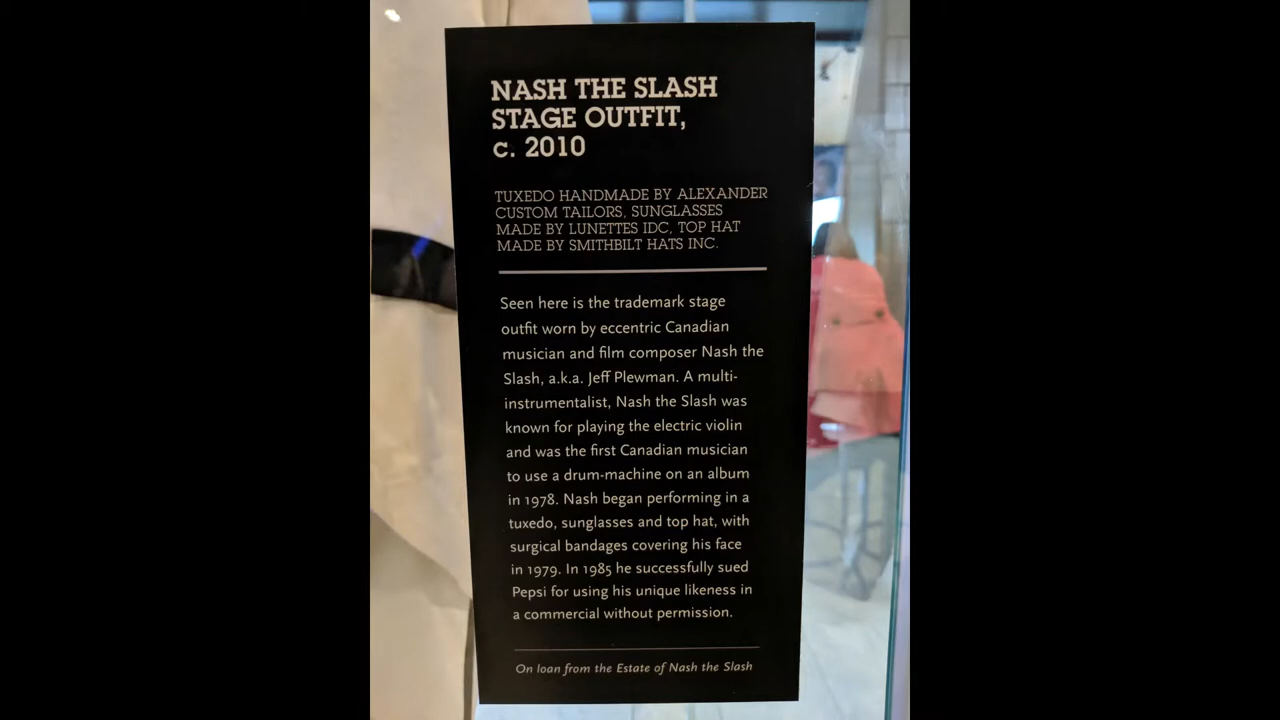 NASH THE SLASH
STAGE OUTFIT,
c. 2010
TUXEDO HANDMADE BY ALEXANDER
CUSTOM TAILORS, SUNGLASSES
MADE BY LUNETTES IDC, TOP HAT
MADE BY SMITHBILT HATS INC.
Seen here is the trademark stage
outfit worn by eccentric Canadian
musician and film composer Nash the
Slash, a.k.a. Jeff Plewman. A multi-
instrumentalist, Nash the Slash was
known for playing the electric violin
and was the first Canadian musician
to use a drum-machine on an album
in 1978. Nash began performing in a
tuxedo, sunglasses and top hat, with
surgical bandages covering his face
in 1979. In 1985 he successfully sued
Pepsi for using his unique likeness in
a commercial without permission.
On loan from the Estate of Nash the Slash